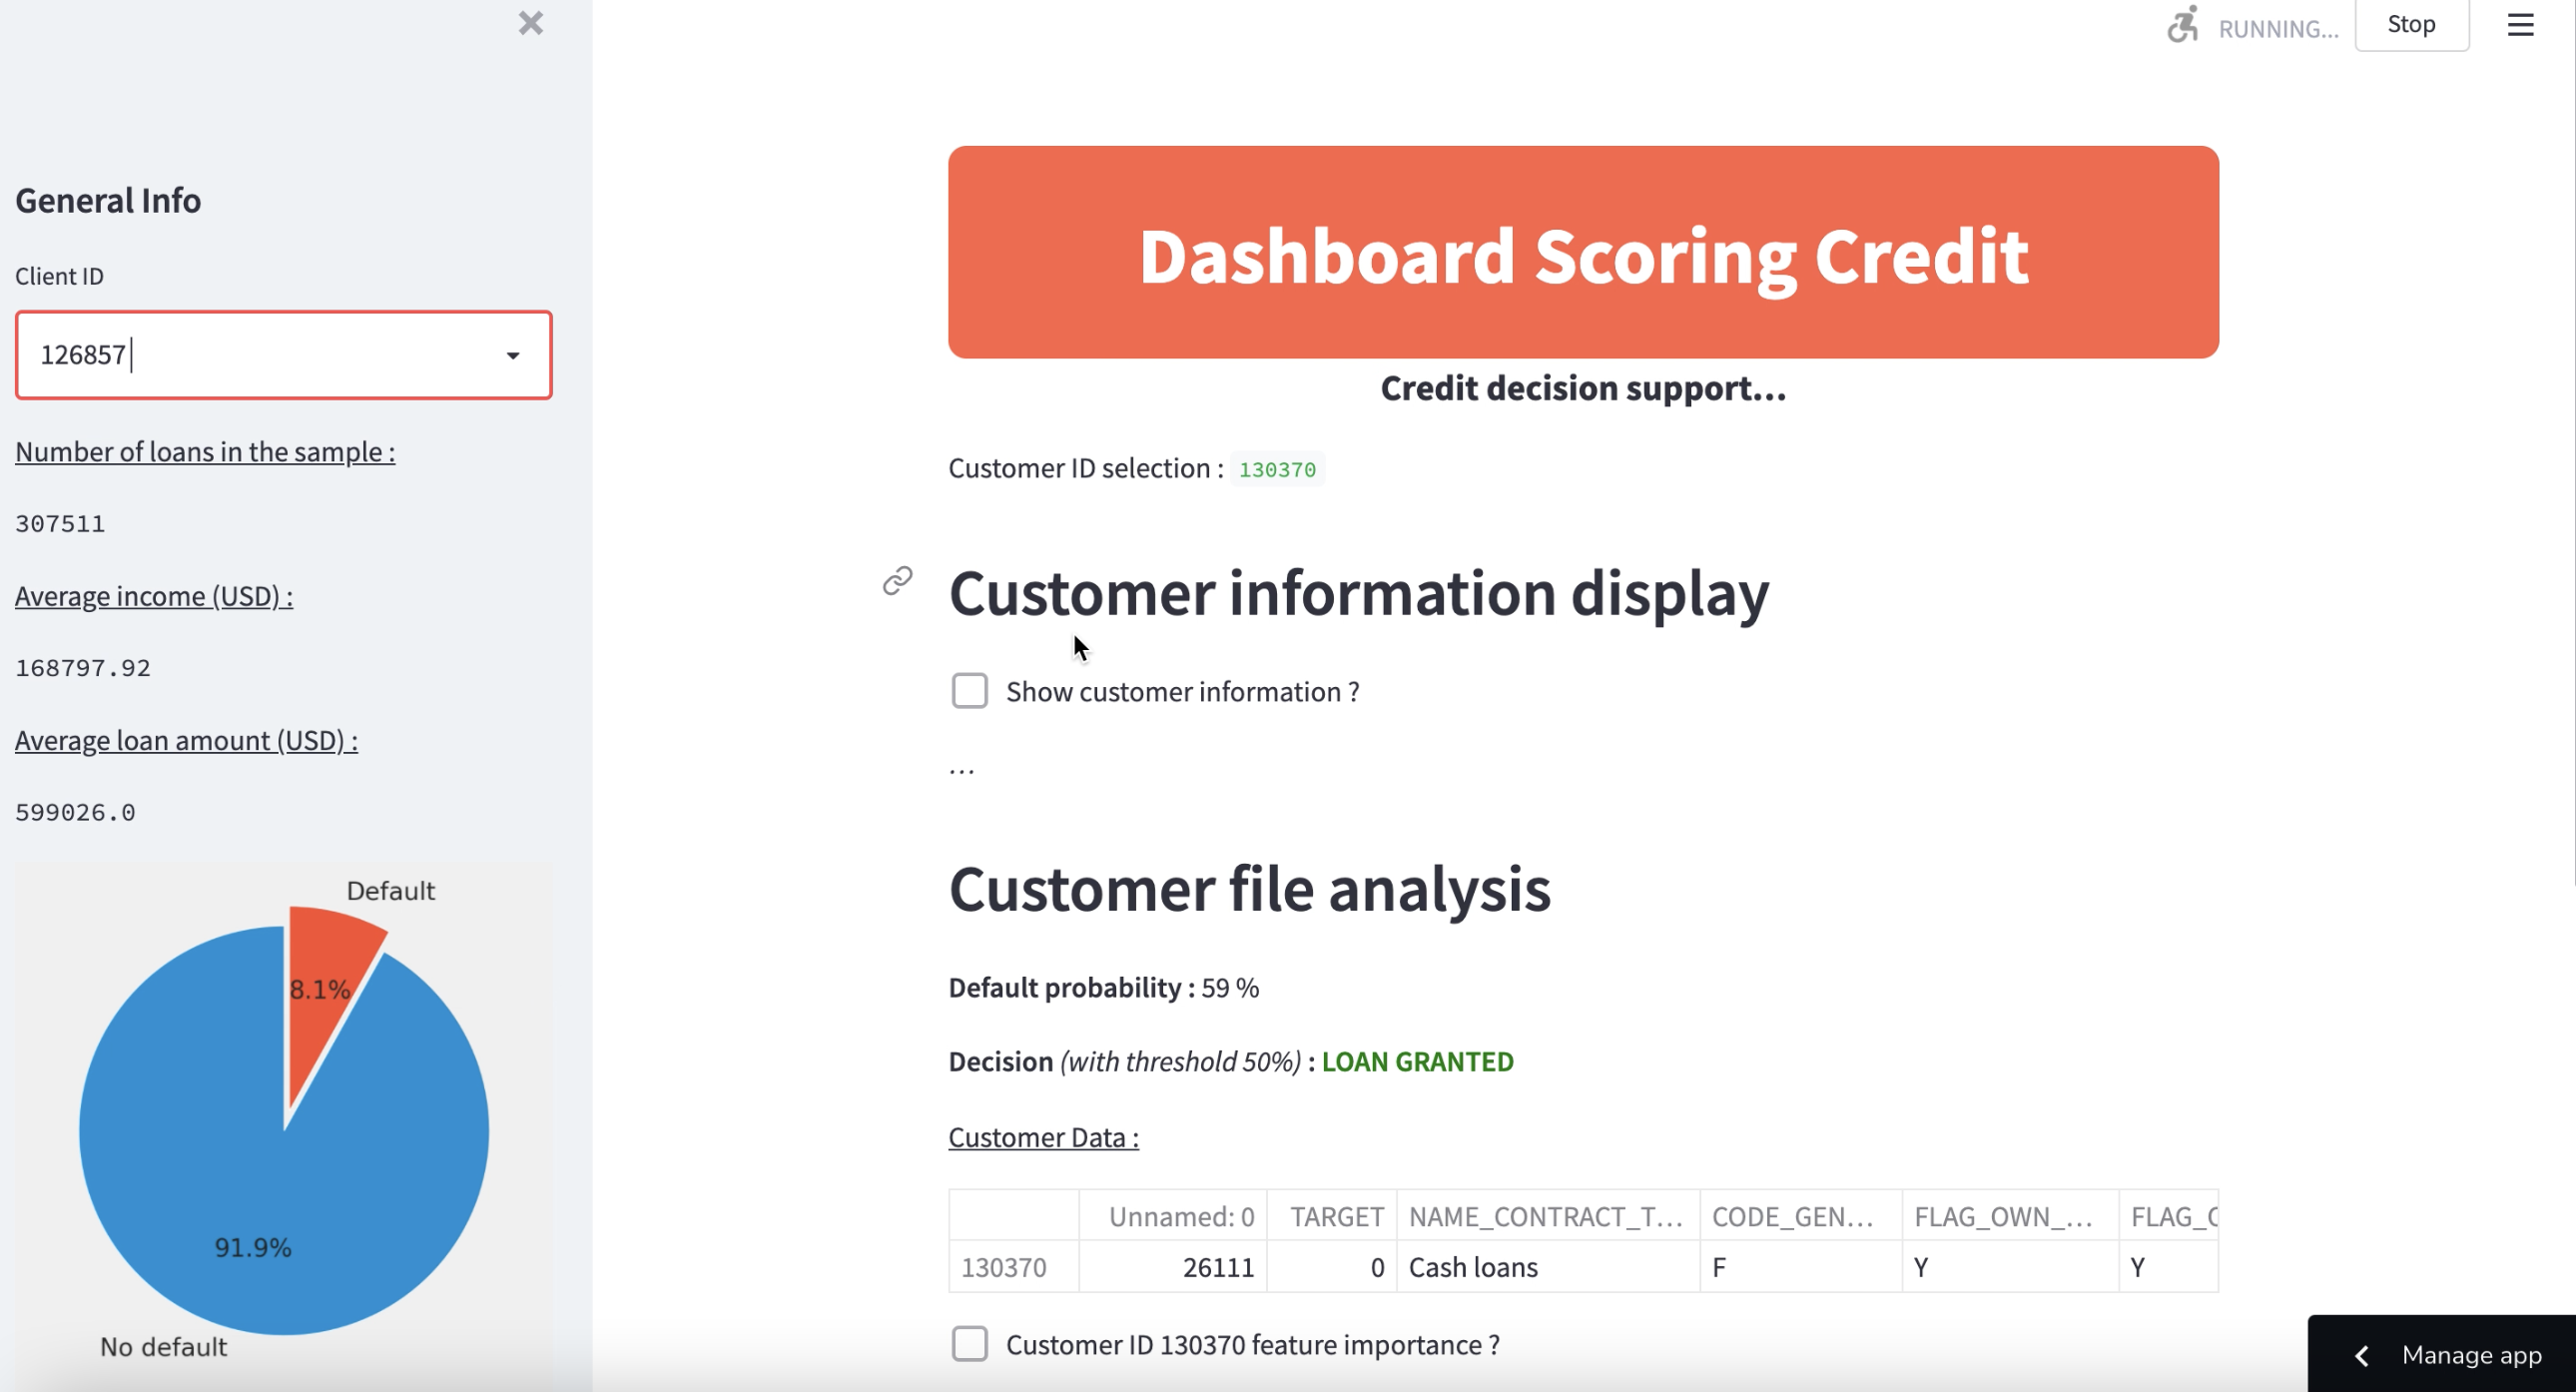 RUNNING...
Stop
General Info
Client ID
126857
Number of loans in the sample :
307511
Average income (USD) :
168797.92
Average loan amount (USD) :
599026.0
Default
8.1%
91.9%
No default
Dashboard Scoring Credit
Credit decision support...
Customer ID selection : 130370
Customer information display
Show customer information ?
...
Customer file analysis
Default probability : 59 %
Decision (with threshold 50%) : LOAN GRANTED
Customer Data :
Unnamed: 0 TARGET NAME_CONTRACT_T... CODE_GEN... FLAG_OWN_... FLAG_
130370 26111 0 Cash loans F Y Y
Customer ID 130370 feature importance ?
Manage app